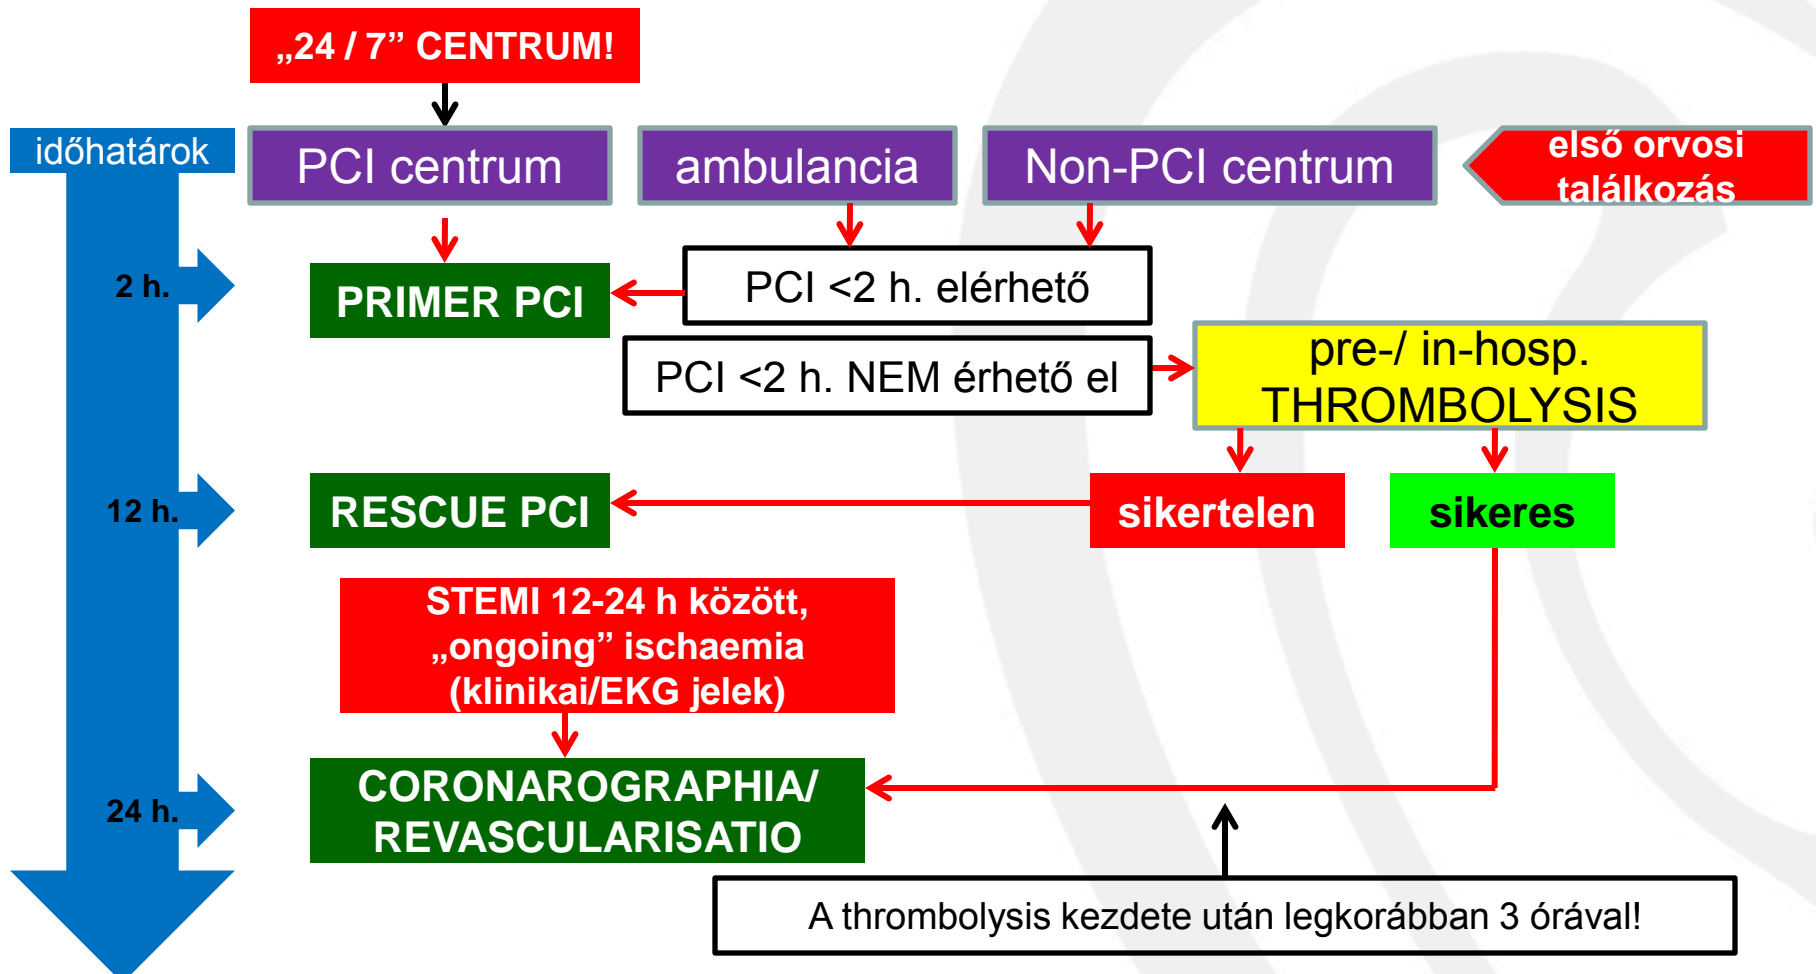 „24 / 7” CENTRUM!
időhatárok
PCI centrum
ambulancia
Non-PCI centrum
első orvosi
találkozás
2 h.
PRIMER PCI
PCI <2 h. elérhető
PCI <2 h. NEM érhető el
pre-/ in-hosp.
THROMBOLYSIS
12 h.
RESCUE PCI
sikertelen
sikeres
STEMI 12-24 h között,
„ongoing” ischaemia
(klinikai/EKG jelek)
24 h.
CORONAROGRAPHIA/
REVASCULARISATIO
A thrombolysis kezdete után legkorábban 3 órával!